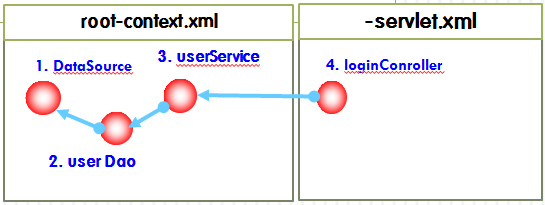 root-context.xml
-servlet.xml
1. DataSource
3. userService
4. loginConroller
2. user Dao